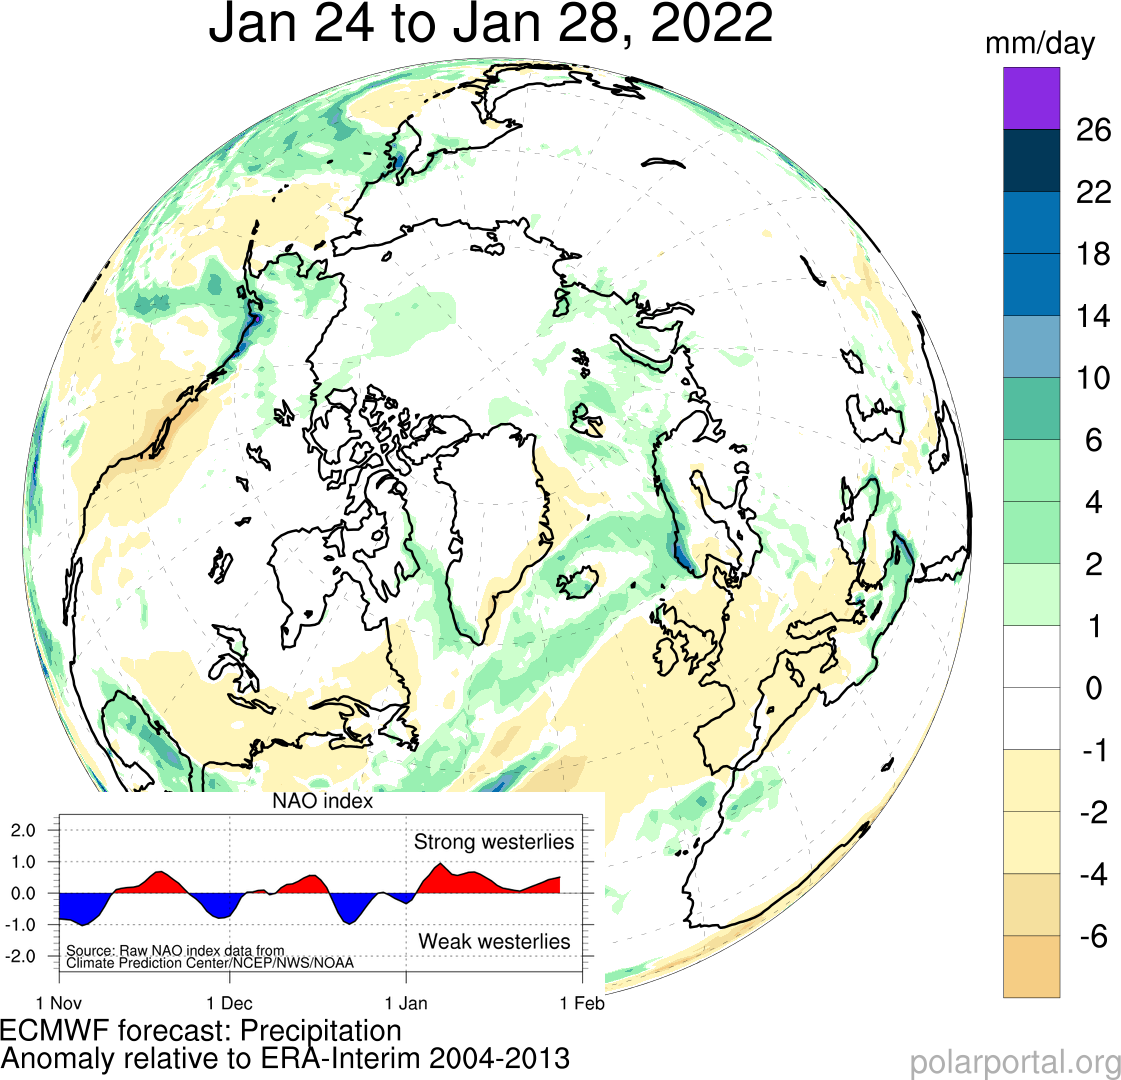 Jan 24 to Jan 28, 2022
mm/day
26
22
18
14
10
6
4
2
1
0
-1
-2
-4
-6
NAO index
2.0
1.0
0.0
-1.0
-2.0
Strong westerlies
Weak westerlies
Source: Raw NAO index data from
Climate Prediction Center/NCEP/NWS/NOAA
1 Nov
1 Dec
1 Jan
1 Feb
ECMWF forecast: Precipitation
Anomaly relative to ERA-Interim 2004-2013
polarportal.org